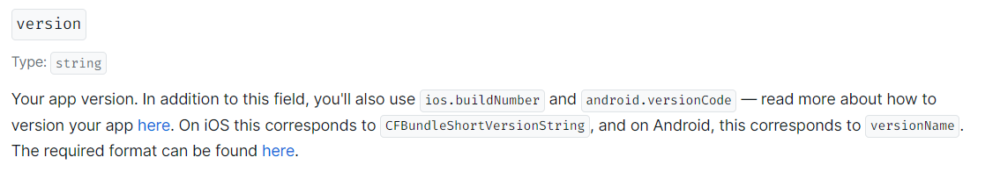 version
Type: string
Your app version. In addition to this field, you'll also use ios.buildNumber and android.versionCode — read more about how to
version your app here. On iOS this corresponds to CFBundleShortVersionString, and on Android, this corresponds to versionName.
The required format can be found here.